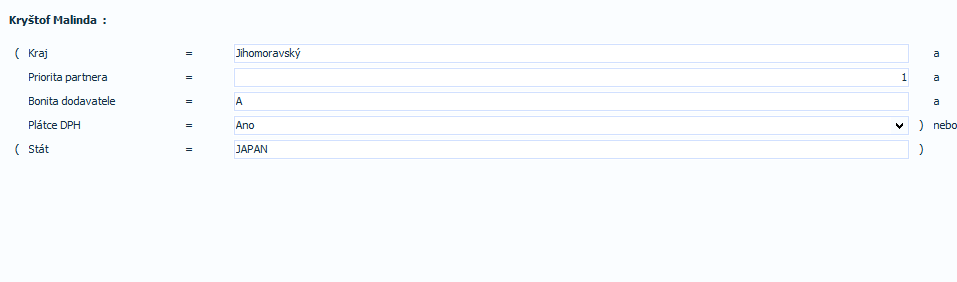 Kryštof Malinda :
( Kraj = Jihomoravský a
Priorita partnera = 1 a
Bonita dodavatele = A a
Plátce DPH = Ano ) nebo
( Stát = JAPAN )